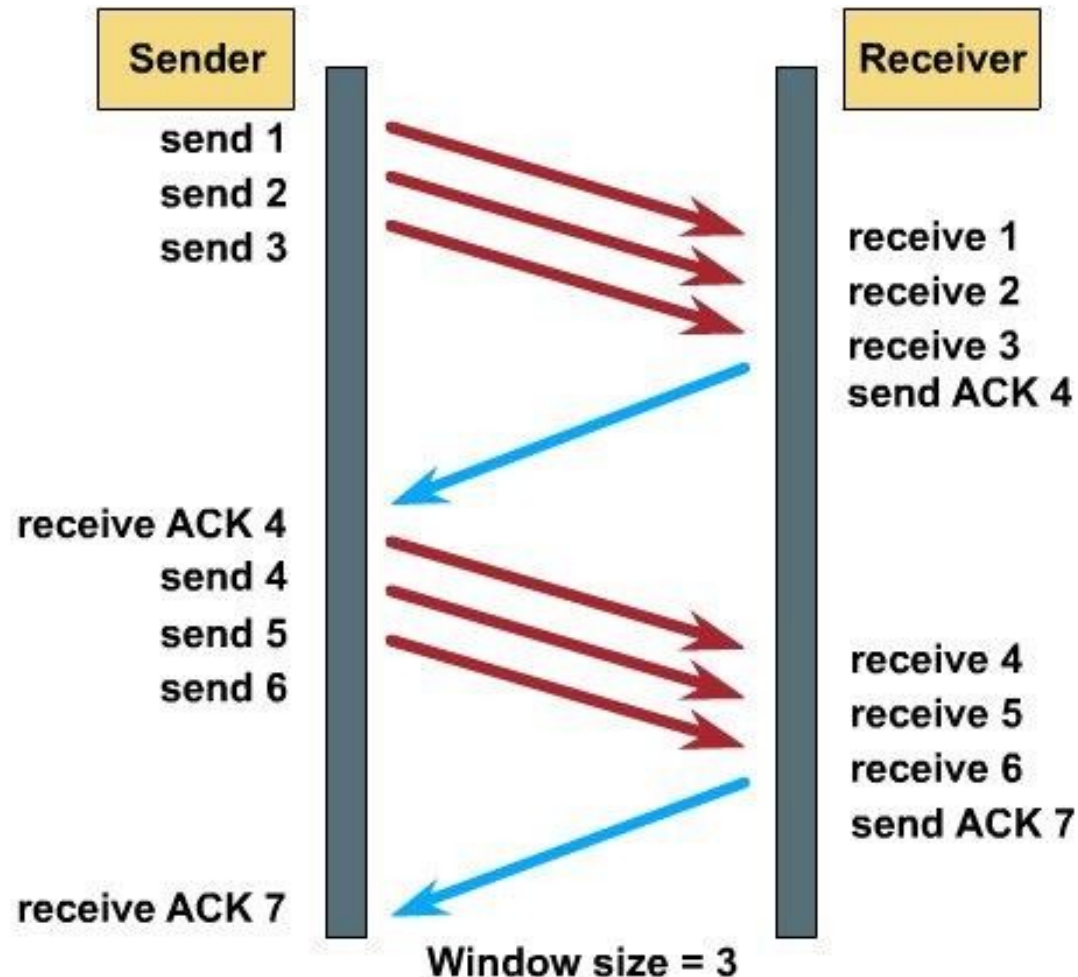 Sender
Receiver
send 1
send 2
send 3
receive 1
receive 2
receive 3
send ACK 4
receive ACK 4
send 4
send 5
send 6
receive 4
receive 5
receive 6
send ACK 7
receive ACK 7
Window size = 3